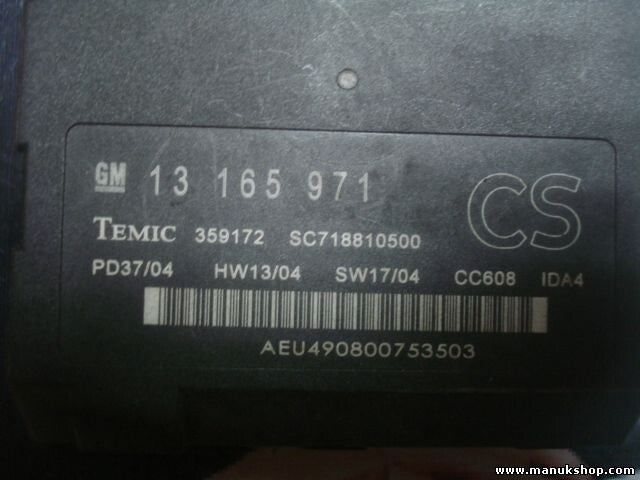 GM 13 165 971
CS
TEMIC 359172 SC718810500
PD37/04 HW13/04 SW17/04 CC608 IDA4
AEU490800753503
www.manukshop.com